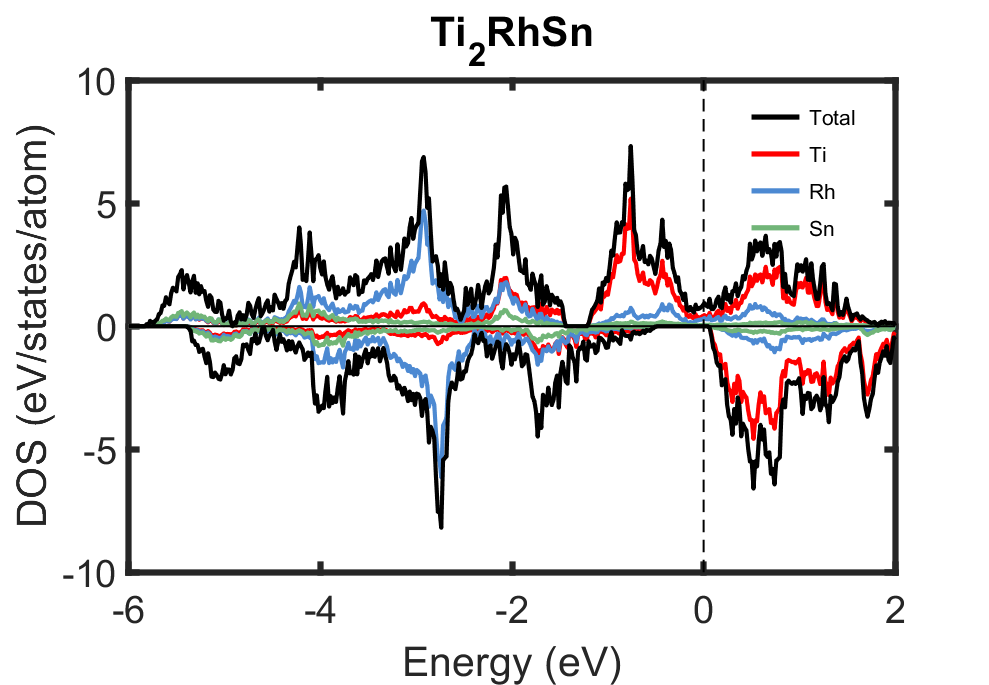 Ti2RhSn
DOS (eV/states/atom)
10
5
0
-5
-10
Total
Ti
Rh
Sn
-6 -4 -2 0 2
Energy (eV)